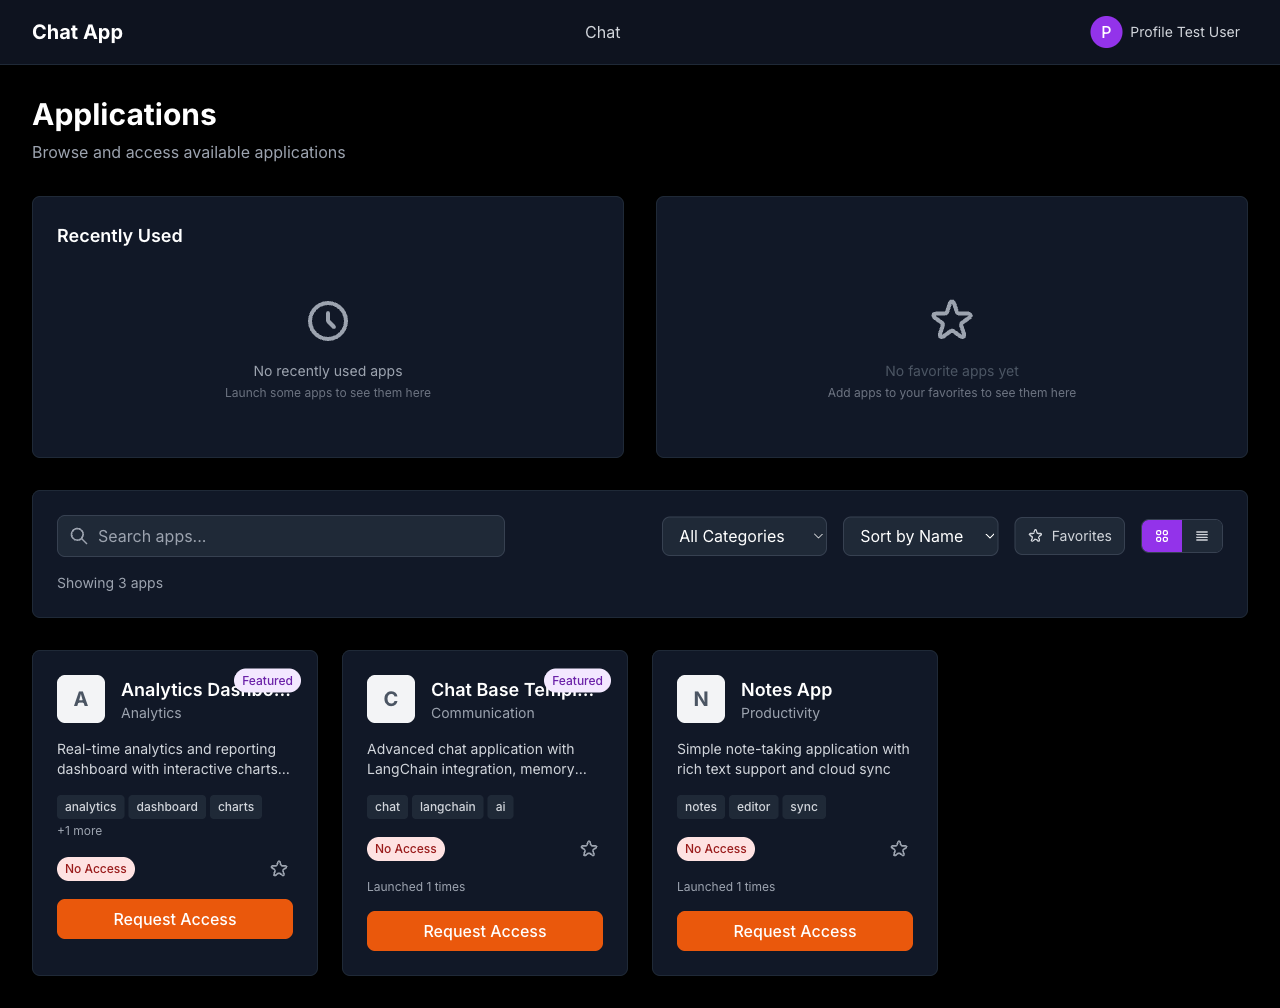 Chat App
Chat
P
Profile Test User
Applications
Browse and access available applications
Recently Used
No recently used apps
Launch some apps to see them here
No favorite apps yet
Add apps to your favorites to see them here
Search apps...
All Categories
Sort by Name
Favorites
Showing 3 apps
Featured
A
Analytics
Analytics
Real-time analytics and reporting
dashboard with interactive charts...
analytics
dashboard
charts
+1 more
No Access
Request Access
Featured
C
Chat Base
Communication
Advanced chat application with
LangChain integration, memory...
chat
langchain
ai
No Access
Launched 1 times
Request Access
N
Notes App
Productivity
Simple note-taking application with
rich text support and cloud sync
notes
editor
sync
No Access
Launched 1 times
Request Access